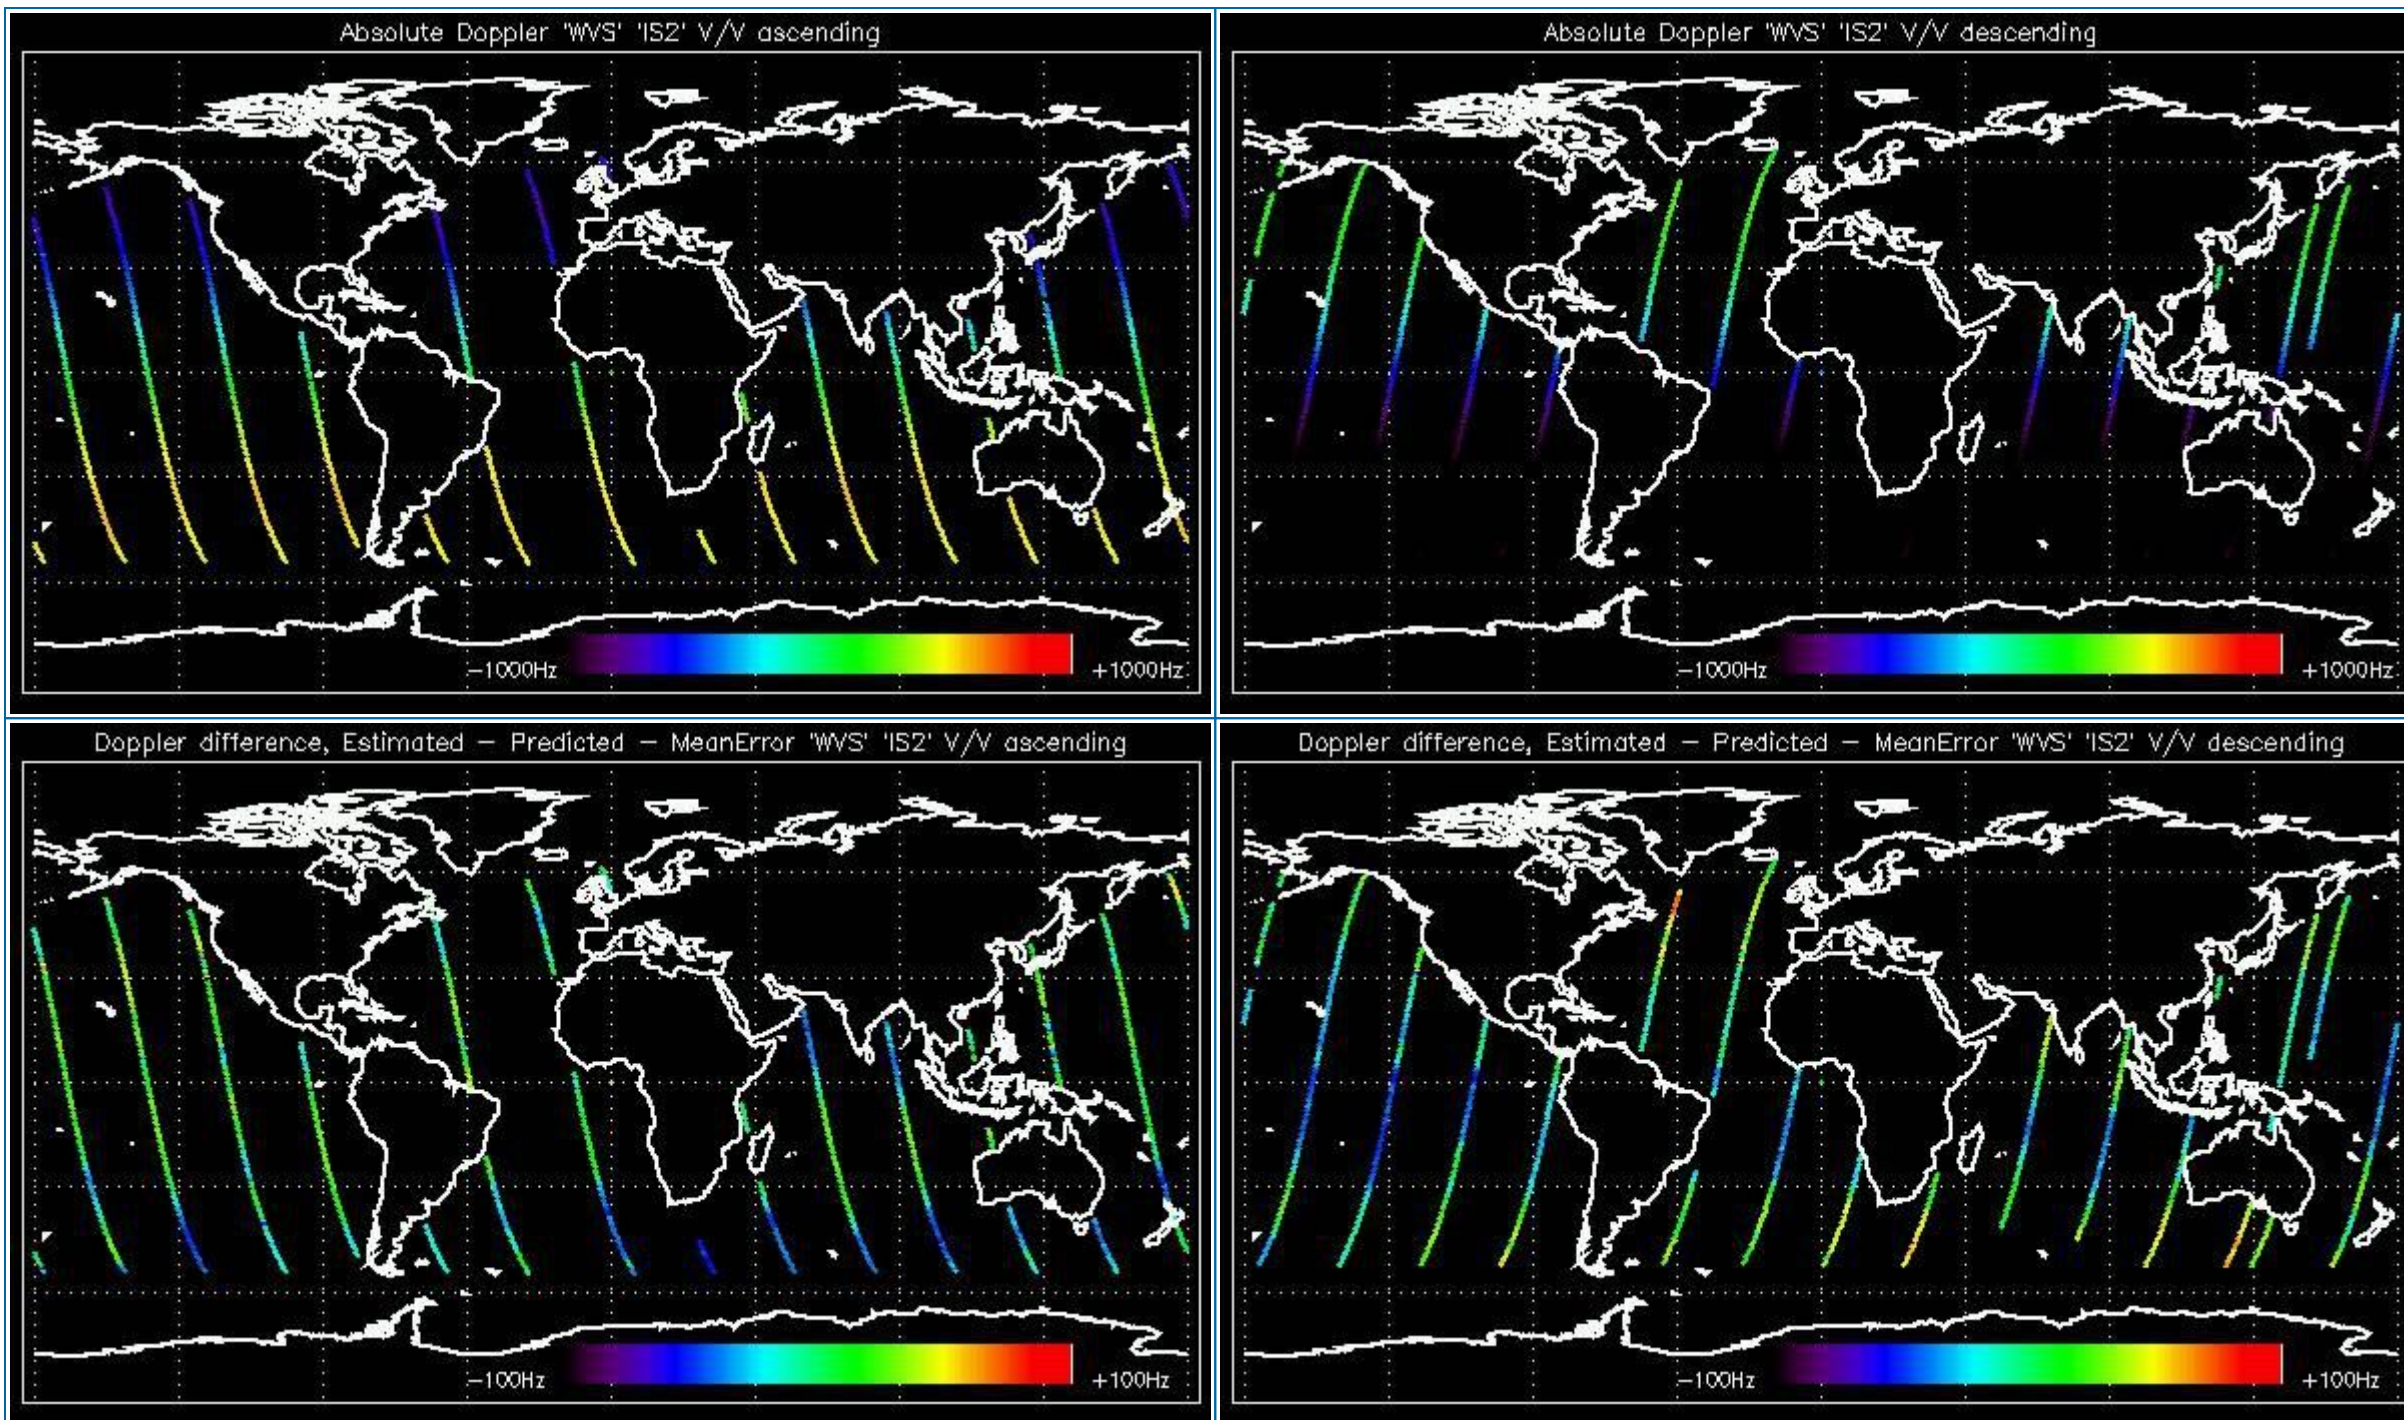 Absolute Doppler 'WVS' 'IS2' V/V ascending
-1000Hz
+1000Hz
Absolute Doppler 'WVS' 'IS2' V/V descending
-1000Hz
+1000Hz
Doppler difference, Estimated - Predicted - MeanError 'WVS' 'IS2' V/V ascending
-100Hz
+100Hz
Doppler difference, Estimated - Predicted - MeanError 'WVS' 'IS2' V/V descending
-100Hz
+100Hz